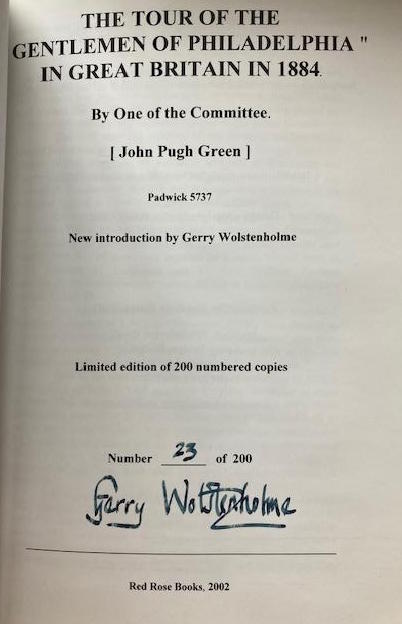 THE TOUR OF THE
GENTLEMEN OF PHILADELPHIA "
IN GREAT BRITAIN IN 1884.
By One of the Committee.
[ John Pugh Green ]
Padwick 5737
New introduction by Gerry Wolstenholme
Limited edition of 200 numbered copies
Number 23 of 200
Gerry Wolstenholme
Red Rose Books, 2002